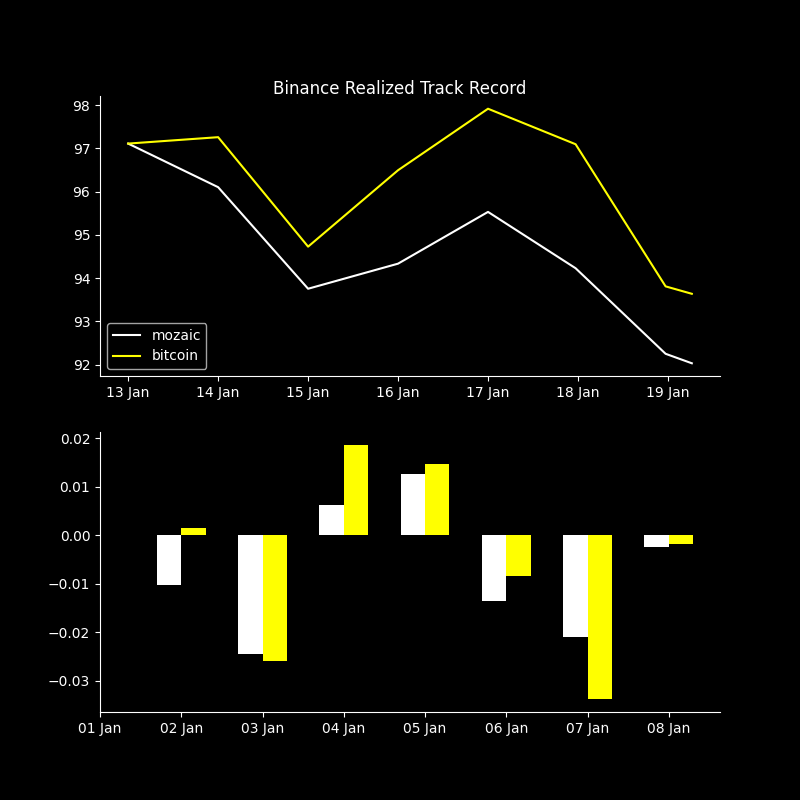 Binance Realized Track Record
98
97
96
95
94
93
92
mozaic
bitcoin
13 Jan 14 Jan 15 Jan 16 Jan 17 Jan 18 Jan 19 Jan
0.02
0.01
0.00
−0.01
−0.02
−0.03
01 Jan 02 Jan 03 Jan 04 Jan 05 Jan 06 Jan 07 Jan 08 Jan